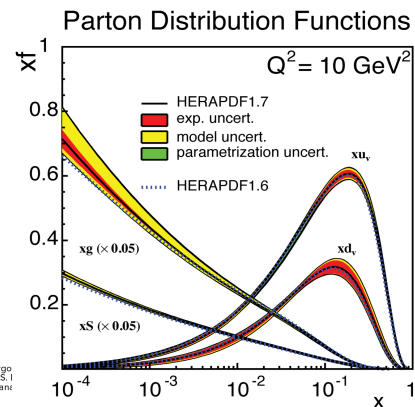 Parton Distribution Functions
xf
Q² = 10 GeV²
1
HERAPDF1.7
exp. uncert.
model uncert.
parametrization uncert.
HERAPDF1.6
0.8
0.6
0.4
0.2
xu_v
xd_v
xg (× 0.05)
xS (× 0.05)
10⁻⁴
10⁻³
10⁻²
10⁻¹
1
x